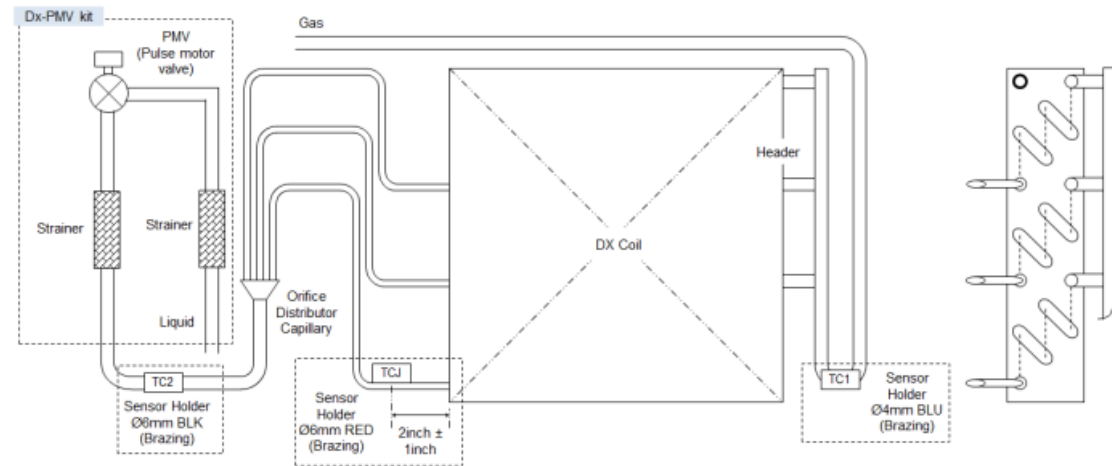 Dx-PMV kit
PMV
(Pulse motor
valve)
Gas
Header
Strainer
Strainer
DX Coil
Orifice
Distributor
Capillary
Liquid
TC2
TCJ
TC1
Sensor Holder
Ø6mm BLK
(Brazing)
Sensor
Holder
Ø6mm RED
(Brazing)
2inch ±
1inch
Sensor
Holder
Ø4mm BLU
(Brazing)